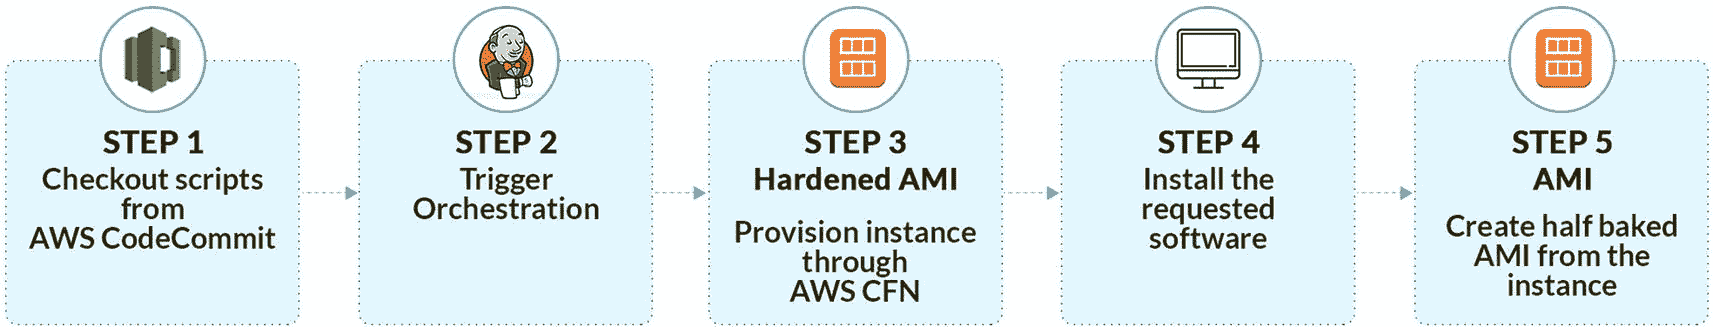 STEP 1
Checkout scripts
from
AWS CodeCommit
STEP 2
Trigger
Orchestration
STEP 3
Hardened AMI
Provision instance
through
AWS CFN
STEP 4
Install the
requested
software
STEP 5
AMI
Create half baked
AMI from the
instance